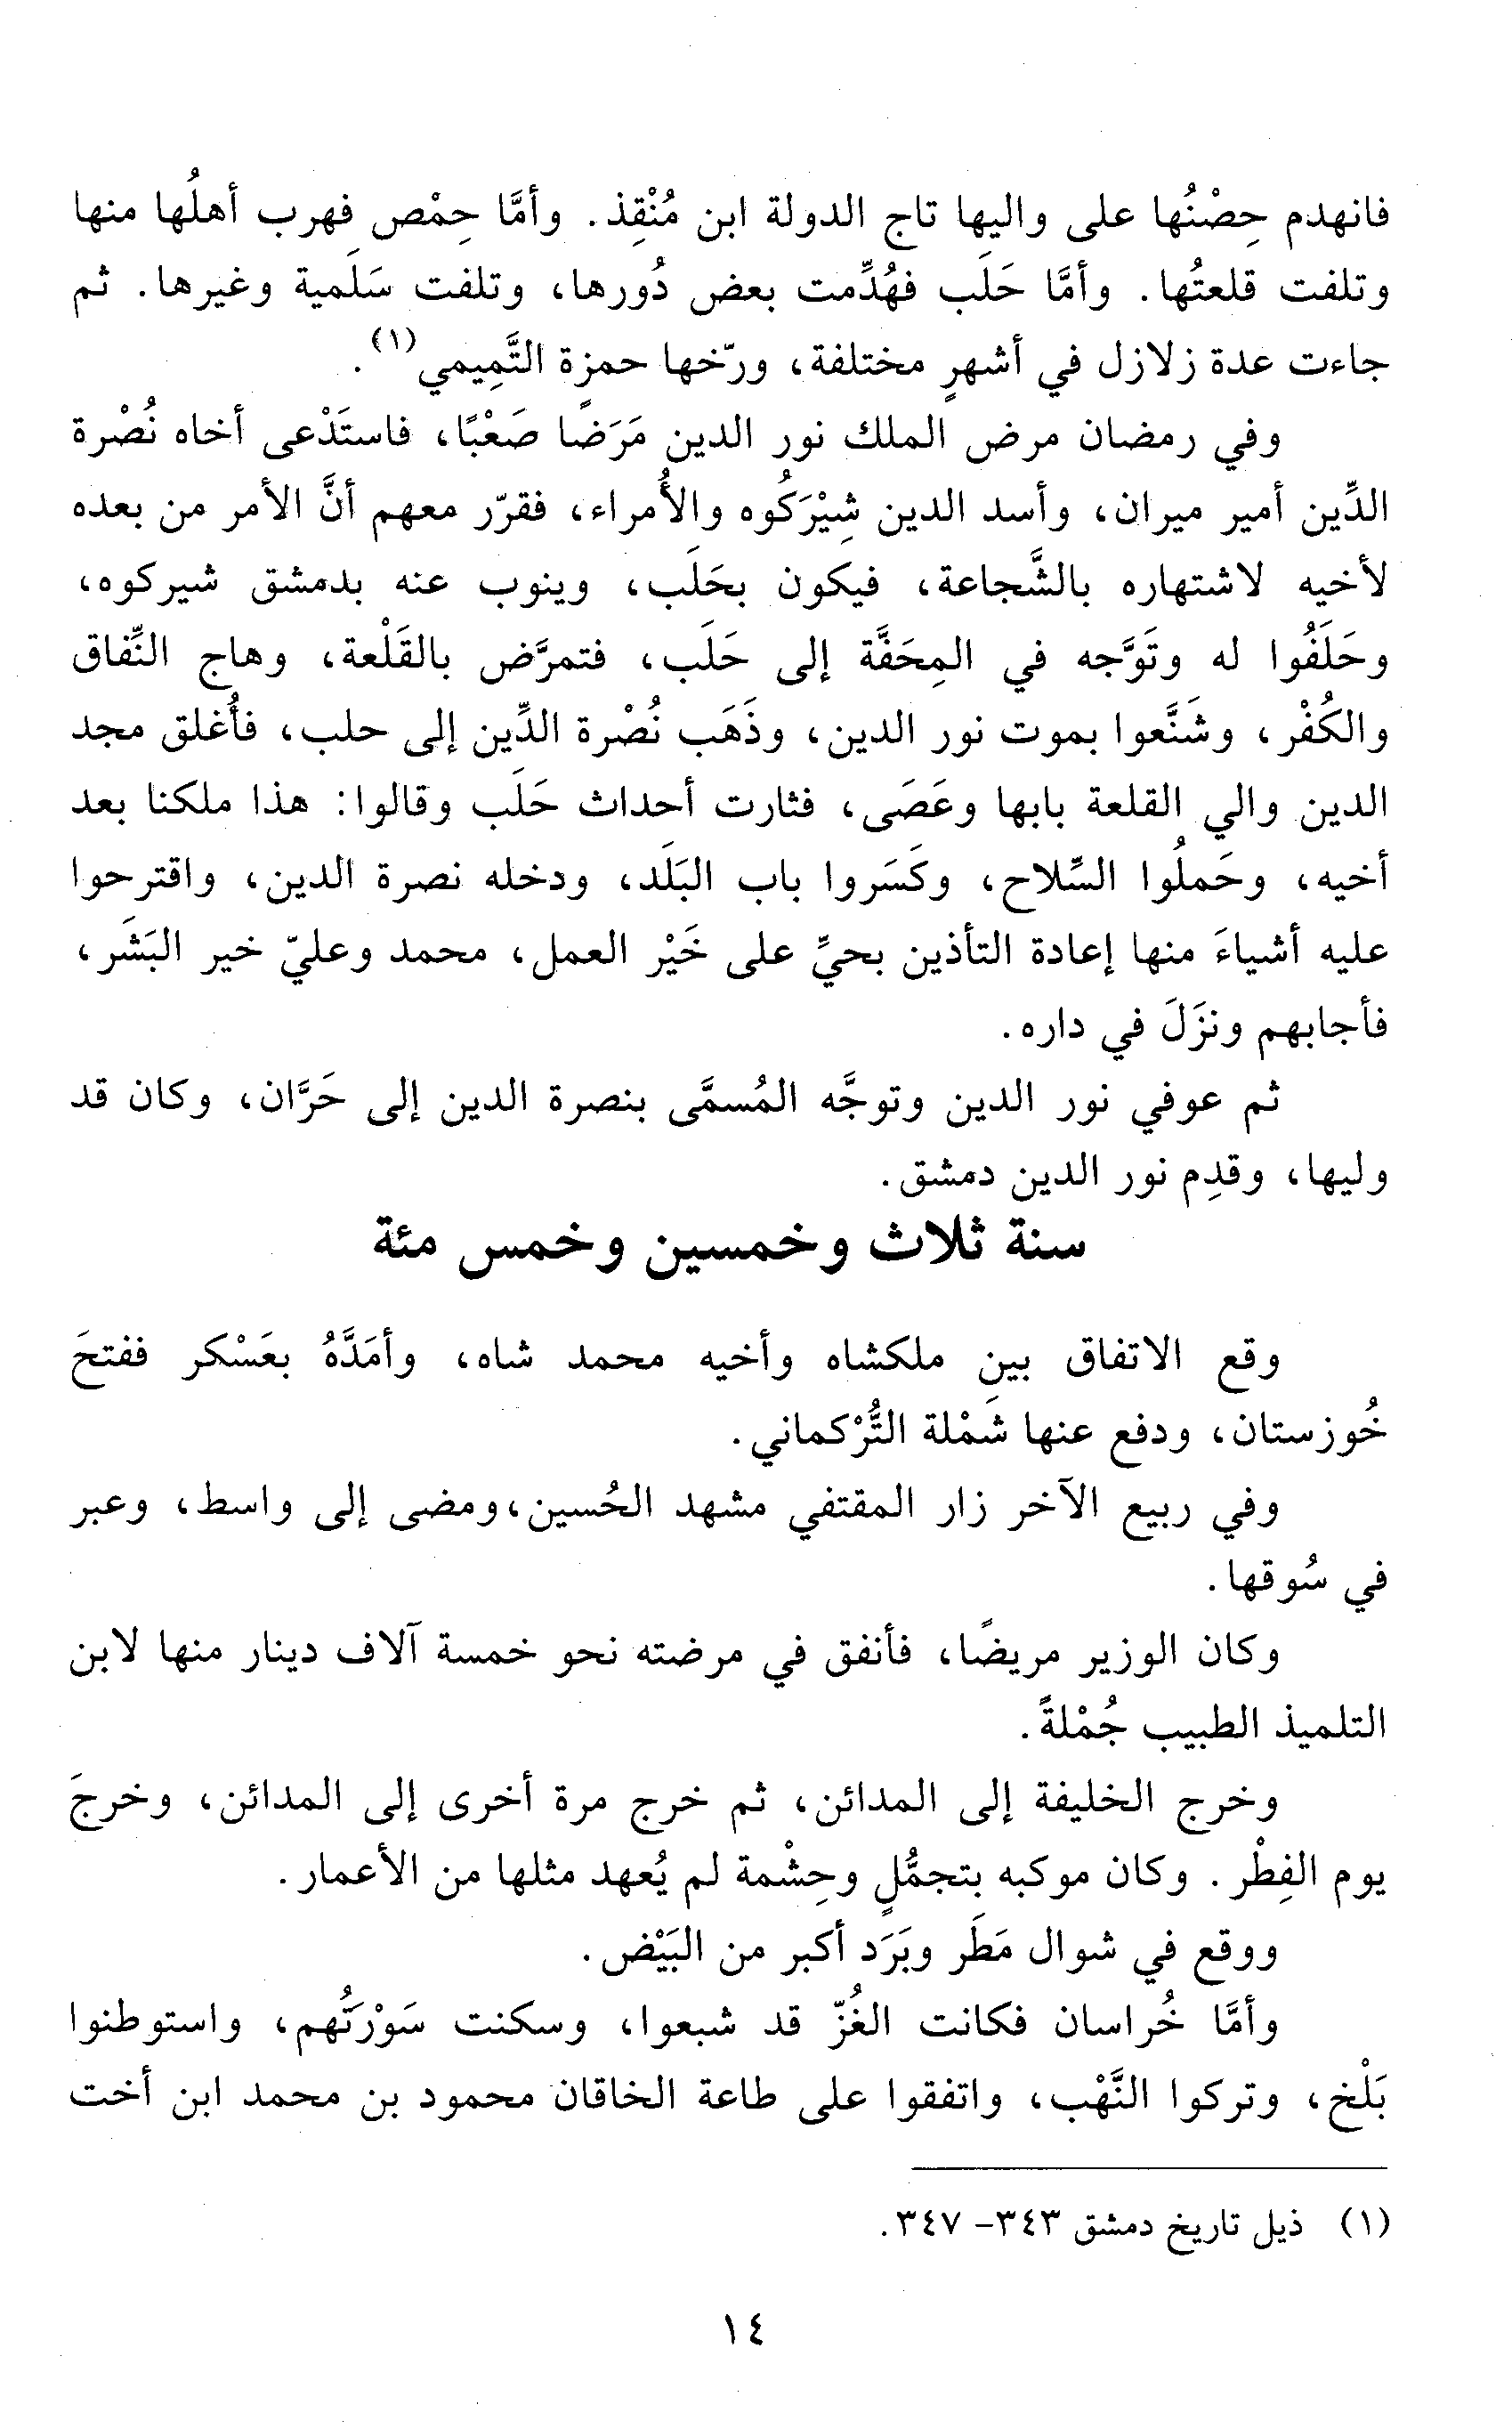 فانهدم حِصْنُها على واليها تاج الدولة ابن مُنْقِذ. وأمَّا حِمْص فهرب أهلُها منها
وتلفت قلعتُها. وأمَّا حَلَب فهُدِّمت بعض دُورها، وتلفت سَلَمية وغيرها. ثم
جاءت عدة زلازل في أشهرٍ مختلفة، ورّخها حمزة التَّمِيمي(١).
وفي رمضان مرض الملك نور الدين مَرَضًا صَعْبًا، فاستَدْعى أخاه نُصْرة
الدِّين أمير ميران، وأسد الدين شِيْرَكُوه والأُمراء، فقرّر معهم أنَّ الأمر من بعده
لأخيه لاشتهاره بالشَّجاعة، فيكون بحَلَب، وينوب عنه بدمشق شيركوه،
وحَلَفُوا له وتَوَّجه في المِحَفَّة إلى حَلَب، فتمرَّض بالقَلْعة، وهاج النِّفاق
والكُفْر، وشَنَّعوا بموت نور الدين، وذَهَب نُصْرة الدِّين إلى حلب، فأُغلق مجد
الدين والي القلعة بابها وعَصَى، فثارت أحداث حَلَب وقالوا: هذا ملكنا بعد
أخيه، وحَملُوا السِّلاح، وكَسَروا باب البَلَد، ودخله نصرة الدين، واقترحوا
عليه أشياءَ منها إعادة التأذين بحيِّ على خَيْر العمل، محمد وعليّ خير البَشَر،
فأجابهم ونزَلَ في داره.
ثم عوفي نور الدين وتوجَّه المُسمَّى بنصرة الدين إلى حَرَّان، وكان قد
وليها، وقدِم نور الدين دمشق.
سنة ثلاث وخمسين وخمس مئة
وقع الاتفاق بين ملكشاه وأخيه محمد شاه، وأمَدَّهُ بعَسْكر ففتحَ
خُوزستان، ودفع عنها شَمْلة التُّرْكماني.
وفي ربيع الآخر زار المقتفي مشهد الحُسين،ومضى إلى واسط، وعبر
في سُوقها.
وكان الوزير مريضًا، فأنفق في مرضته نحو خمسة آلاف دينار منها لابن
التلميذ الطبيب جُمْلةً.
وخرج الخليفة إلى المدائن، ثم خرج مرة أخرى إلى المدائن، وخرجَ
يوم الفِطْر. وكان موكبه بتجمُّلٍ وحِشْمة لم يُعهد مثلها من الأعمار.
ووقع في شوال مَطَر وبَرَد أكبر من البَيْض.
وأمَّا خُراسان فكانت الغُزّ قد شبعوا، وسكنت سَوْرَتُهم، واستوطنوا
بَلْخ، وتركوا النَّهْب، واتفقوا على طاعة الخاقان محمود بن محمد ابن أخت
(١) ذيل تاريخ دمشق ٣٤٣- ٣٤٧.
١٤